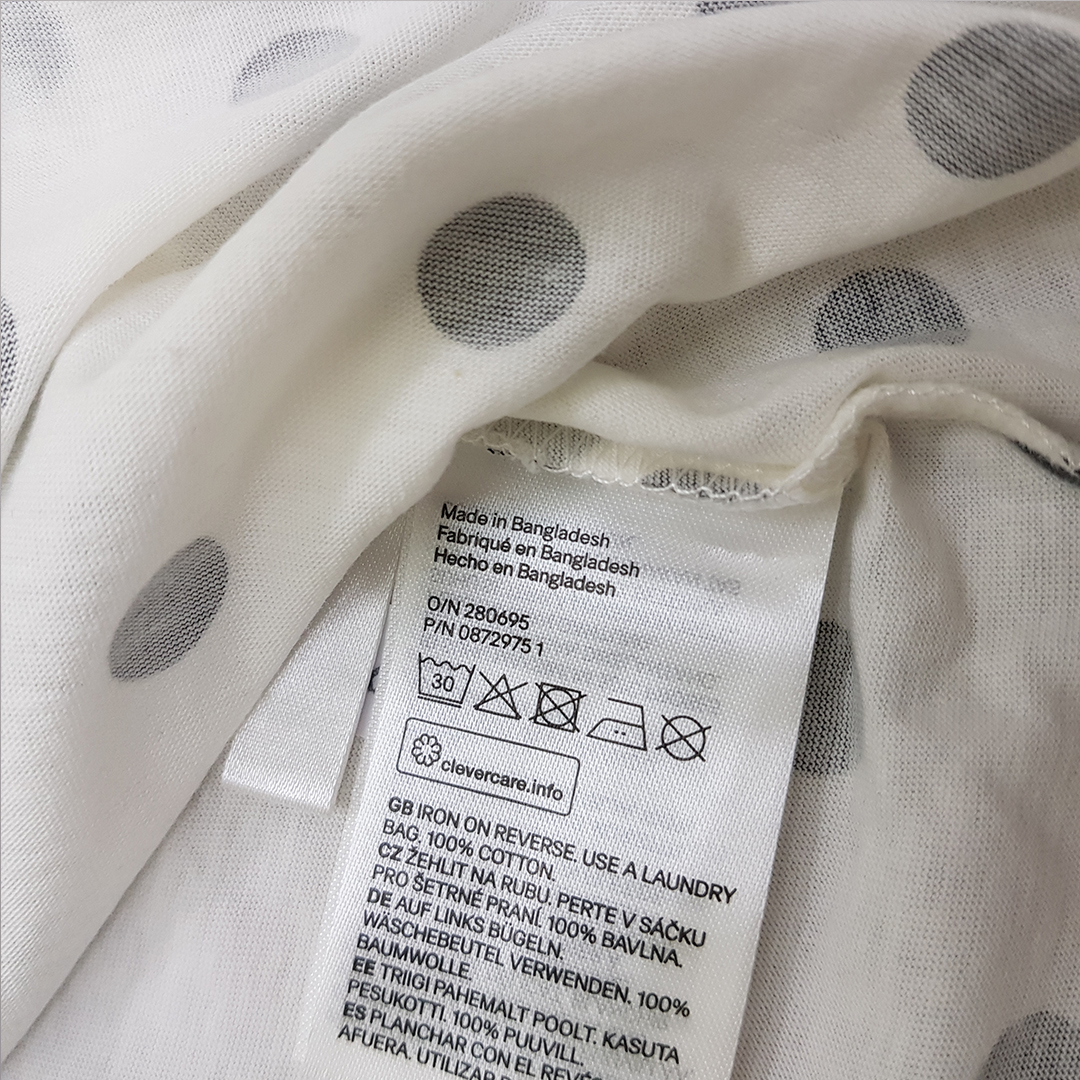 Made in Bangladesh
Fabriqué en Bangladesh
Hecho en Bangladesh
O/N 280695
P/N 0872975 1
30
clevercare.info
GB IRON ON REVERSE. USE A LAUNDRY
BAG. 100% COTTON.
CZ ŽEHLIT NA RUBU. PERTE V SÁČKU
PRO ŠETRNÉ PRANÍ. 100% BAVLNA.
DE AUF LINKS BÜGELN.
WÄSCHEBEUTEL VERWENDEN. 100%
BAUMWOLLE
EE TRIIGI PAHEMALT POOLT. KASUTA
PESUKOTTI. 100% PUUVILL.
ES PLANCHAR CON EL REVÉS
AFUERA. UTILIZAR